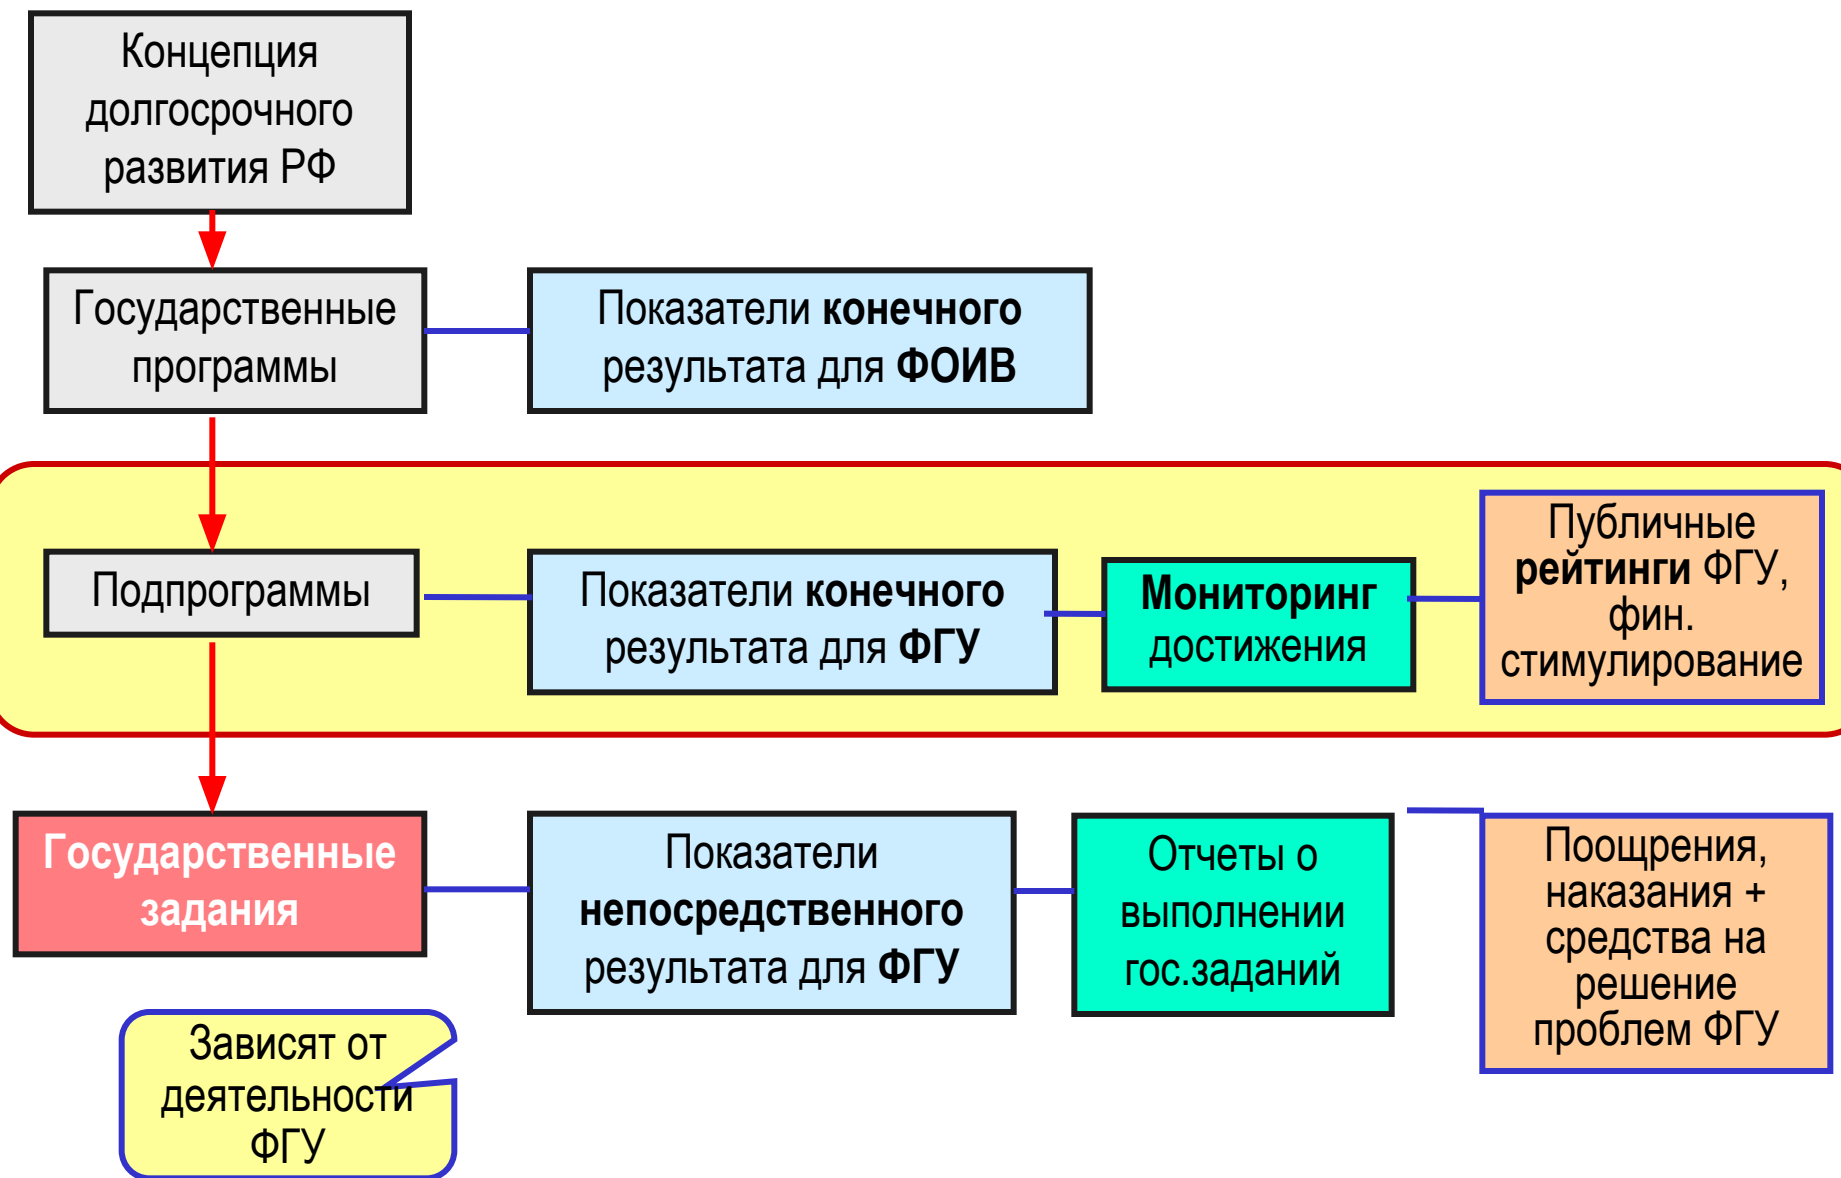 Концепция
долгосрочного
развития РФ
Государственные
программы
Показатели конечного
результата для ФОИВ
Подпрограммы
Показатели конечного
результата для ФГУ
Мониторинг
достижения
Публичные
рейтинги ФГУ,
фин.
стимулирование
Государственные
задания
Показатели
непосредственного
результата для ФГУ
Отчеты о
выполнении
гос.заданий
Поощрения,
наказания +
средства на
решение
проблем ФГУ
Зависят от
деятельности
ФГУ